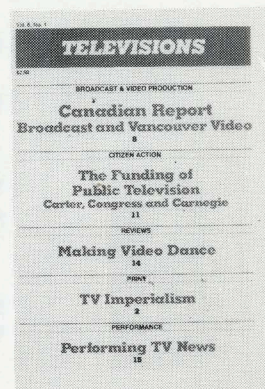 Vol. 6, No. 1
TELEVISIONS
$2.50
BROADCAST & VIDEO PRODUCTION
Canadian Report
Broadcast and Vancouver Video
8
CITIZEN ACTION
The Funding of
Public Television
Carter, Congress and Carnegie
11
REVIEWS
Making Video Dance
14
PRINT
TV Imperialism
2
PERFORMANCE
Performing TV News
15